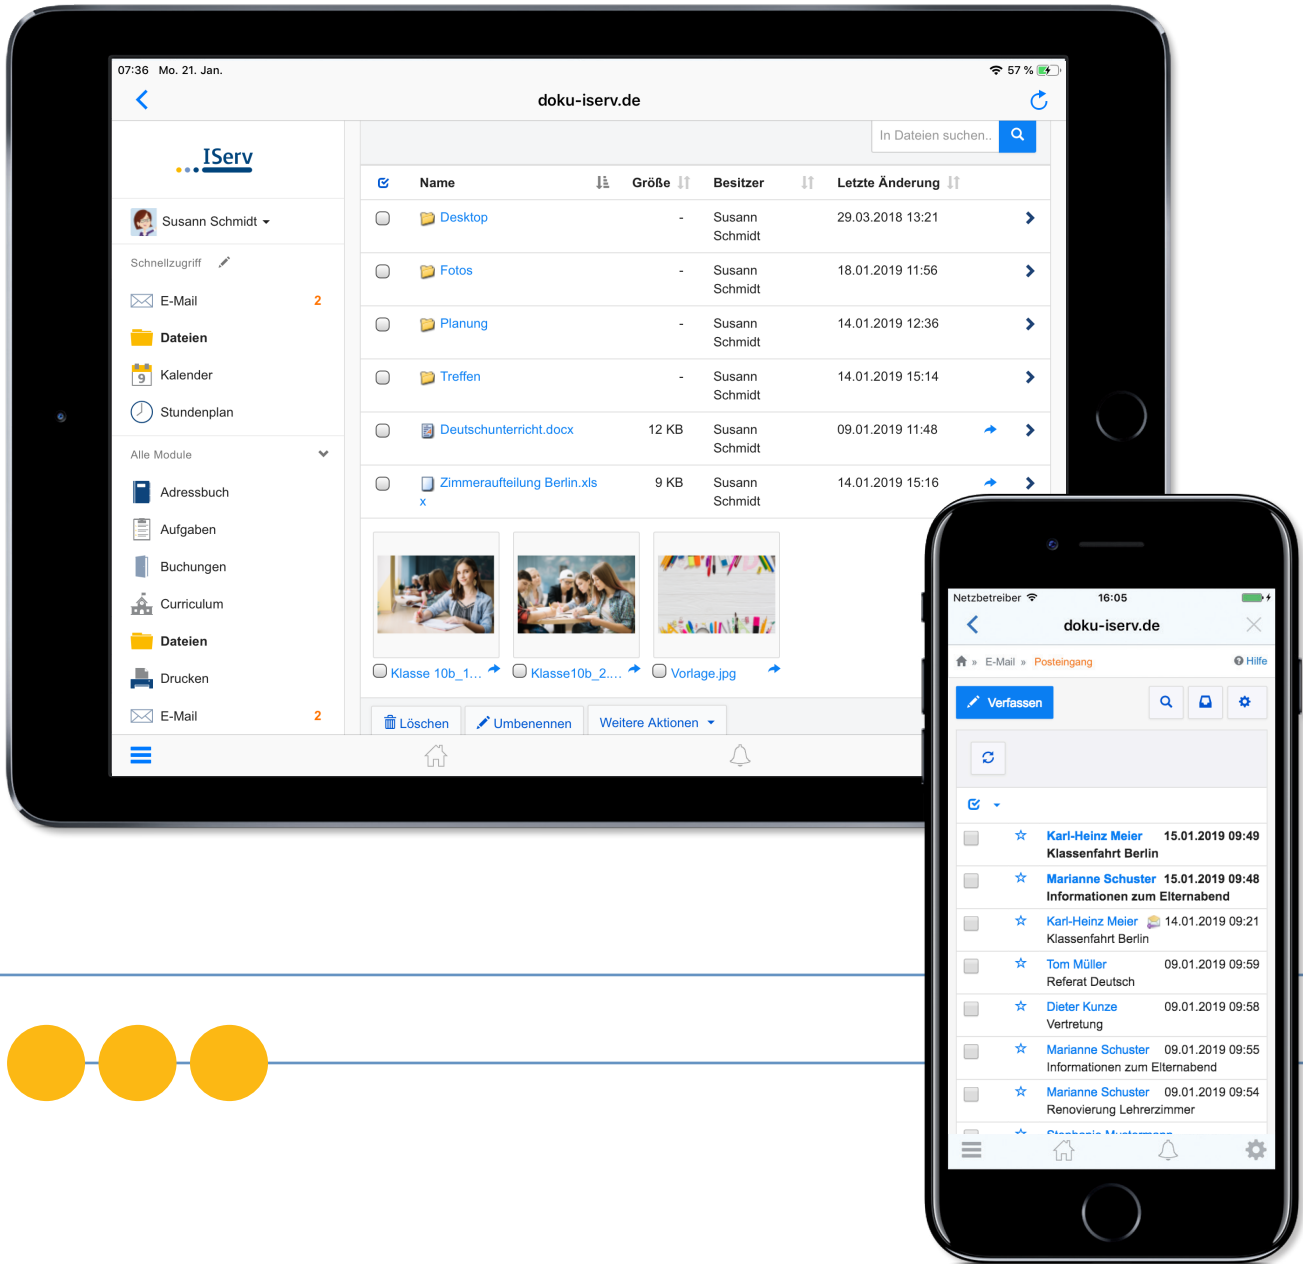 07:36 Mo. 21. Jan.
57 %
doku-iserv.de
In Dateien suchen..
IServ
Name Größe Besitzer Letzte Änderung
Susann Schmidt
Desktop - Susann Schmidt 29.03.2018 13:21
Schnellzugriff
Fotos - Susann Schmidt 18.01.2019 11:56
E-Mail 2
Planung - Susann Schmidt 14.01.2019 12:36
Dateien
Kalender
9
Treffen - Susann Schmidt 14.01.2019 15:14
Stundenplan
Deutschunterricht.docx 12 KB Susann Schmidt 09.01.2019 11:48
Alle Module
Zimmeraufteilung Berlin.xls
x
9 KB Susann Schmidt 14.01.2019 15:16
Adressbuch
Aufgaben
Buchungen
Curriculum
Dateien
Drucken
E-Mail 2
Klasse 10b_1... Klasse10b_2.... Vorlage.jpg
Löschen Umbenennen Weitere Aktionen
Netzbetreiber 16:05
doku-iserv.de
» E-Mail » Posteingang Hilfe
Verfassen
Karl-Heinz Meier 15.01.2019 09:49
Klassenfahrt Berlin
Marianne Schuster 15.01.2019 09:48
Informationen zum Elternabend
Karl-Heinz Meier 14.01.2019 09:21
Klassenfahrt Berlin
Tom Müller 09.01.2019 09:59
Referat Deutsch
Dieter Kunze 09.01.2019 09:58
Vertretung
Marianne Schuster 09.01.2019 09:55
Informationen zum Elternabend
Marianne Schuster 09.01.2019 09:54
Renovierung Lehrerzimmer